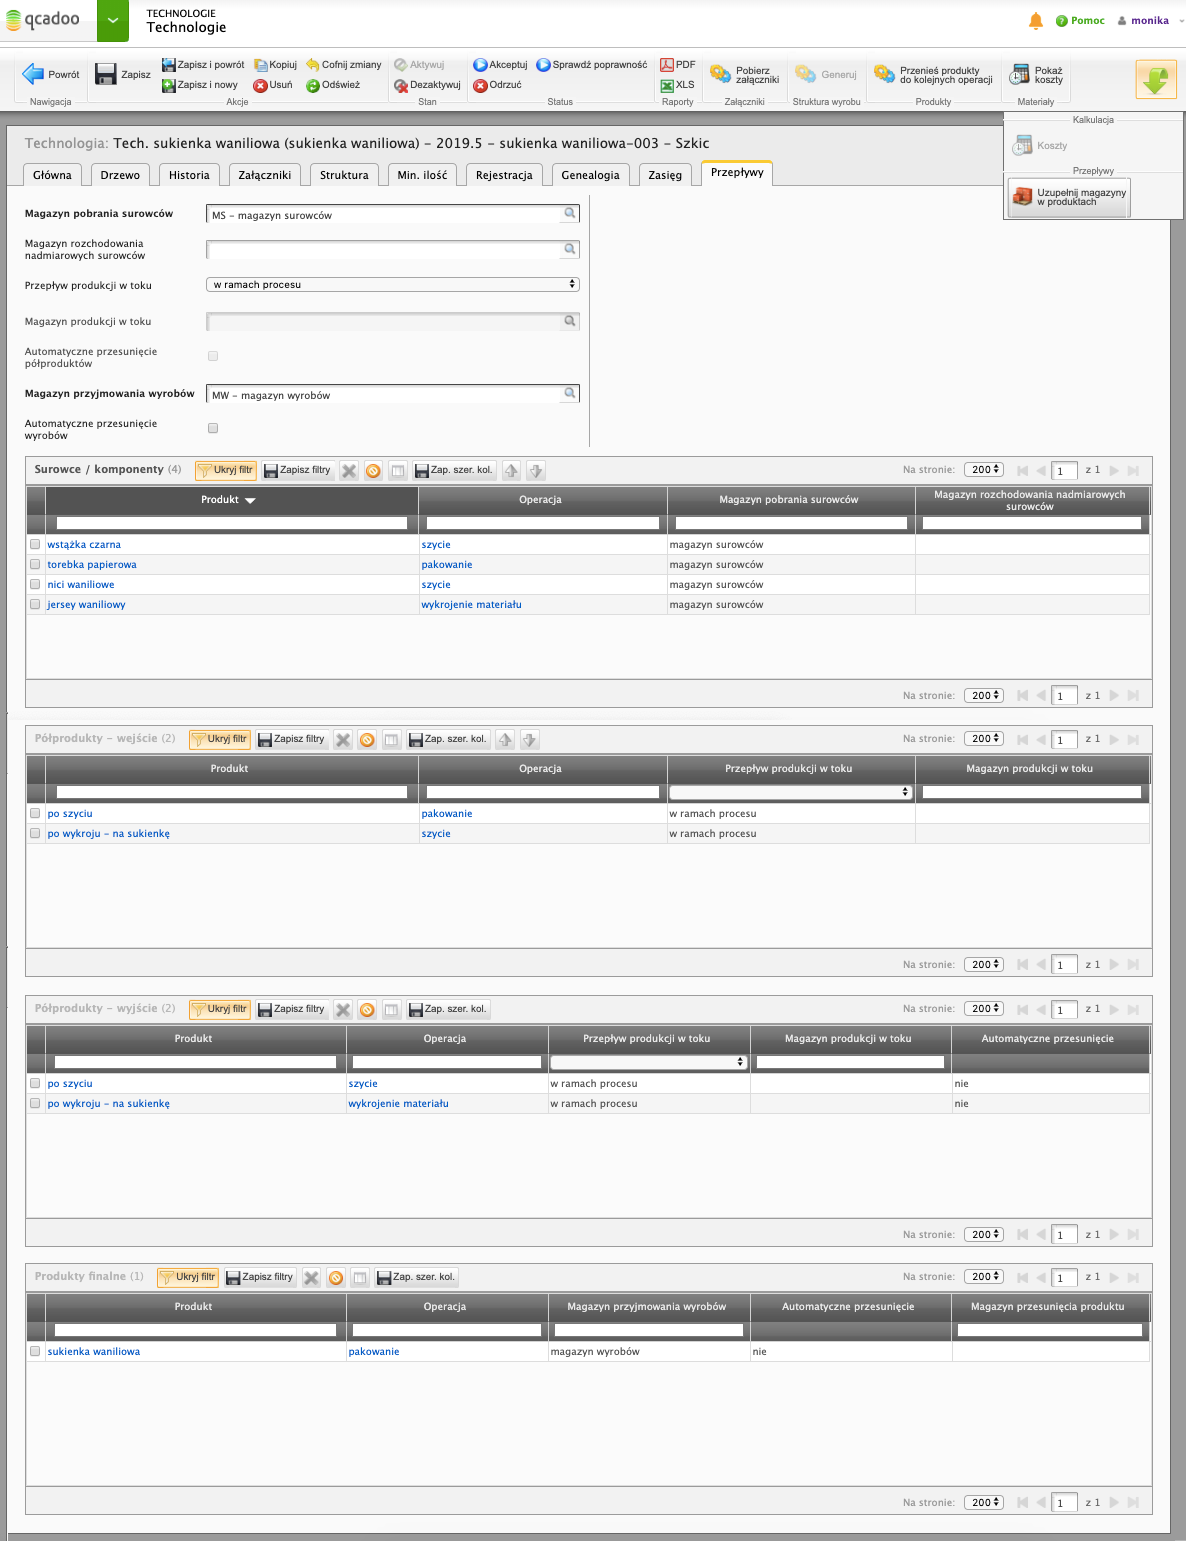 qcadoo
TECHNOLOGIE
Technologie
Pomoc
monika
Powrót
Nawigacja
Zapisz
Zapisz i powrót
Kopiuj
Cofnij zmiany
Zapisz i nowy
Usuń
Odśwież
Akcje
Aktywuj
Dezaktywuj
Stan
Akceptuj
Sprawdź poprawność
Odrzuć
Status
PDF
XLS
Raporty
Pobierz
załączniki
Załączniki
Generuj
Struktura wyrobu
Przenieś produkty
do kolejnych operacji
Produkty
Pokaż
koszty
Materiały
Kalkulacja
Koszty
Przepływy
Uzupełnij magazyny
w produktach
Technologia: Tech. sukienka waniliowa (sukienka waniliowa) - 2019.5 - sukienka waniliowa-003 - Szkic
Główna
Drzewo
Historia
Załączniki
Struktura
Min. ilość
Rejestracja
Genealogia
Zasięg
Przepływy
Magazyn pobrania surowców
MS - magazyn surowców
Magazyn rozchodowania
nadmiarowych surowców
Przepływ produkcji w toku
w ramach procesu
Magazyn produkcji w toku
Automatyczne przesunięcie
półproduktów
Magazyn przyjmowania wyrobów
MW - magazyn wyrobów
Automatyczne przesunięcie
wyrobów
Surowce / komponenty (4) Ukryj filtr Zapisz filtry Zap. szer. kol. Na stronie: 200 1 z 1
Produkt Operacja Magazyn pobrania surowców Magazyn rozchodowania nadmiarowych
surowców
wstążka czarna szycie magazyn surowców
torebka papierowa pakowanie magazyn surowców
nici waniliowe szycie magazyn surowców
jersey waniliowy wykrojenie materiału magazyn surowców
Na stronie: 200 1 z 1
Półprodukty - wejście (2) Ukryj filtr Zapisz filtry Zap. szer. kol. Na stronie: 200 1 z 1
Produkt Operacja Przepływ produkcji w toku Magazyn produkcji w toku
po szyciu pakowanie w ramach procesu
po wykroju - na sukienkę szycie w ramach procesu
Na stronie: 200 1 z 1
Półprodukty - wyjście (2) Ukryj filtr Zapisz filtry Zap. szer. kol. Na stronie: 200 1 z 1
Produkt Operacja Przepływ produkcji w toku Magazyn produkcji w toku Automatyczne przesunięcie
po szyciu szycie w ramach procesu nie
po wykroju - na sukienkę wykrojenie materiału w ramach procesu nie
Na stronie: 200 1 z 1
Produkty finalne (1) Ukryj filtr Zapisz filtry Zap. szer. kol. Na stronie: 200 1 z 1
Produkt Operacja Magazyn przyjmowania wyrobów Automatyczne przesunięcie Magazyn przesunięcia produktu
sukienka waniliowa pakowanie magazyn wyrobów nie
Na stronie: 200 1 z 1